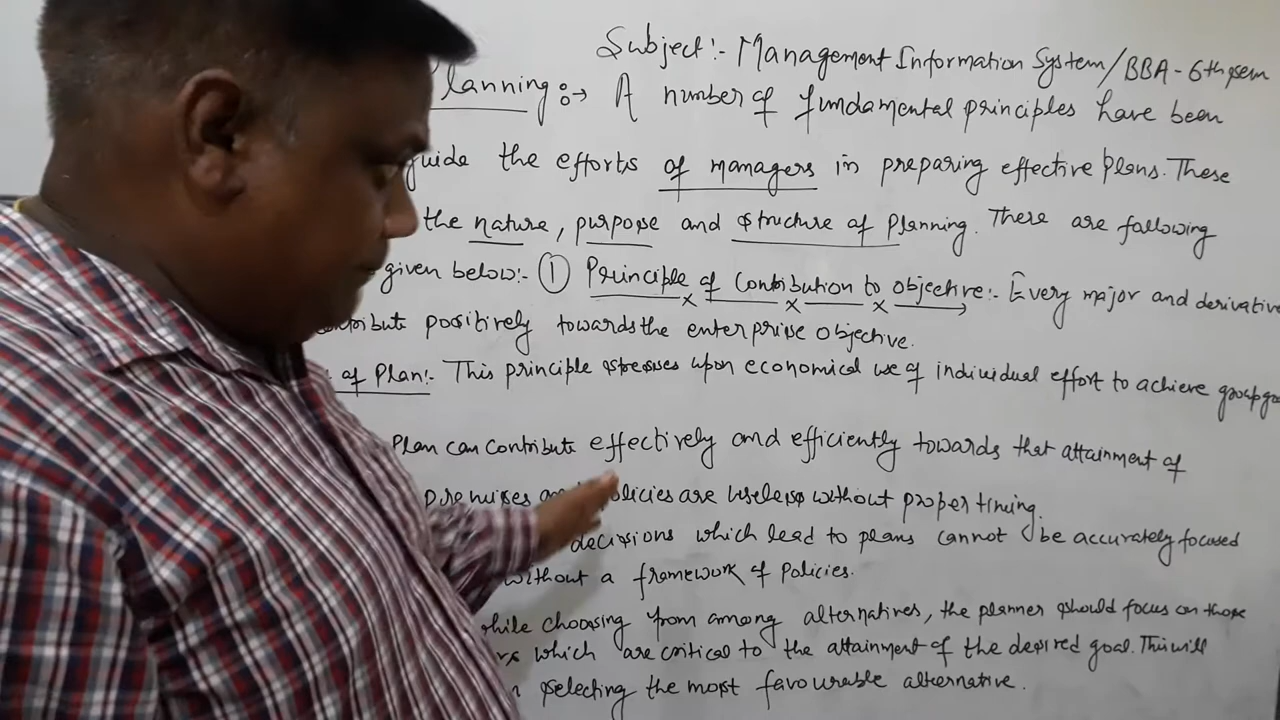 Subject:- Management Information System/BBA-6th sem
Planning:→ A number of fundamental principles have been
guide the efforts of managers in preparing effective plans. These
the nature, purpose and structure of Planning. There are following
given below:- ① Principle of Contribution to objective:- Every major and derivative
contribute positively towards the enterprise objective.
of Plan:- This principle stresses upon economical use of individual effort to achieve group
Plan can contribute effectively and efficiently towards that attainment of
premises and policies are useless without proper timing.
decisions which lead to plans cannot be accurately focused
without a framework of Policies.
while choosing from among alternatives, the planner should focus on those
which are critical to the attainment of the desired goal. This will
selecting the most favourable alternative.